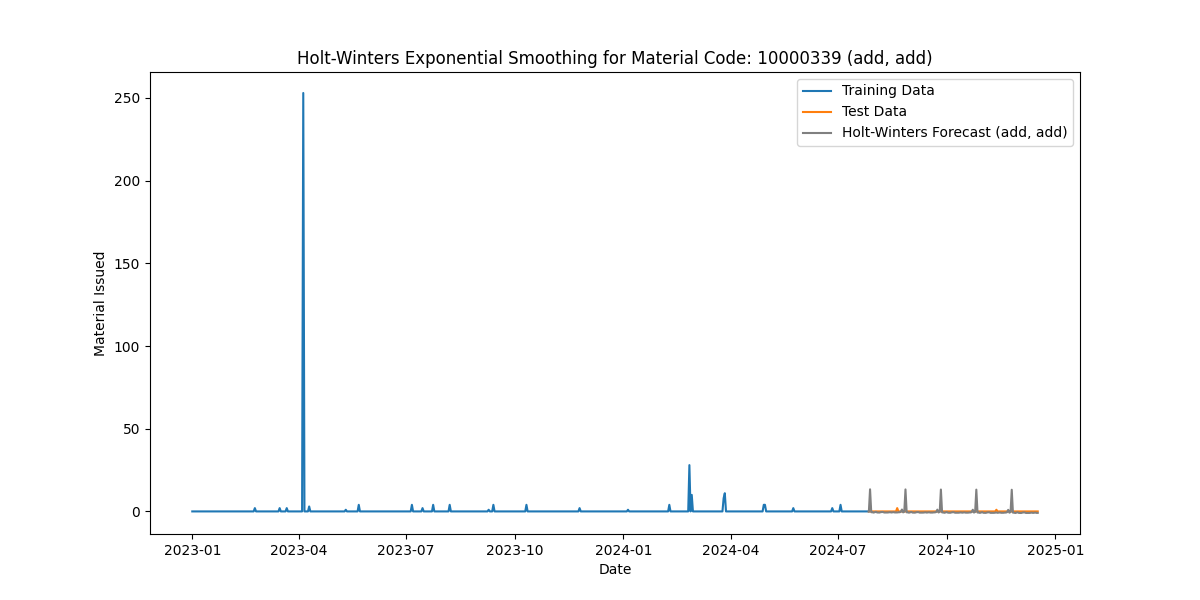 Holt-Winters Exponential Smoothing for Material Code: 10000339 (add, add)
Training Data
Test Data
Holt-Winters Forecast (add, add)
Material Issued
250
200
150
100
50
0
2023-01
2023-04
2023-07
2023-10
2024-01
2024-04
2024-07
2024-10
2025-01
Date